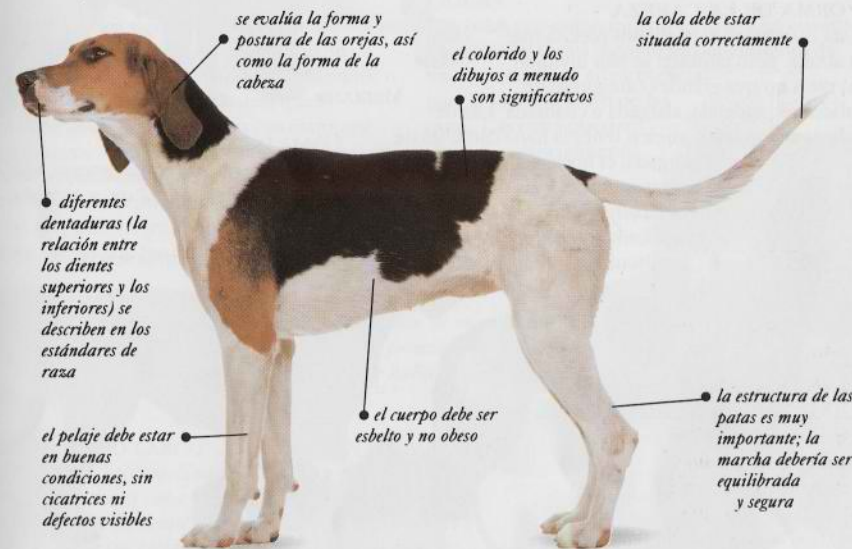 se evalúa la forma y
postura de las orejas, así
como la forma de la
cabeza
el colorido y los
dibujos a menudo
son significativos
la cola debe estar
situada correctamente
diferentes
dentaduras (la
relación entre
los dientes
superiores y los
inferiores) se
describen en los
estándares de
raza
el pelaje debe estar
en buenas
condiciones, sin
cicatrices ni
defectos visibles
el cuerpo debe ser
esbelto y no obeso
la estructura de las
patas es muy
importante; la
marcha debería ser
equilibrada
y segura